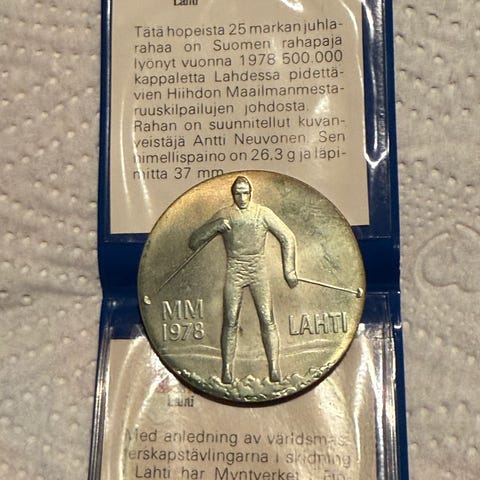 Lahti
Tätä hopeista 25 markan juhla-
rahaa on Suomen rahapaja
lyönyt vuonna 1978 500.000
kappaletta Lahdessa pidettä-
vien Hiihdon Maailmanmesta-
ruuskilpailujen johdosta.
Rahan on suunnitellut kuvan-
veistäjä Antti Neuvonen. Sen
nimellispaino on 26.3 g ja läpi-
mitta 37 mm
MM
1978
LAHTI
Lahti
Med anledning av världsmäs-
terskapstävlingarna i skidning
Lahti har Myntverket i Fin-